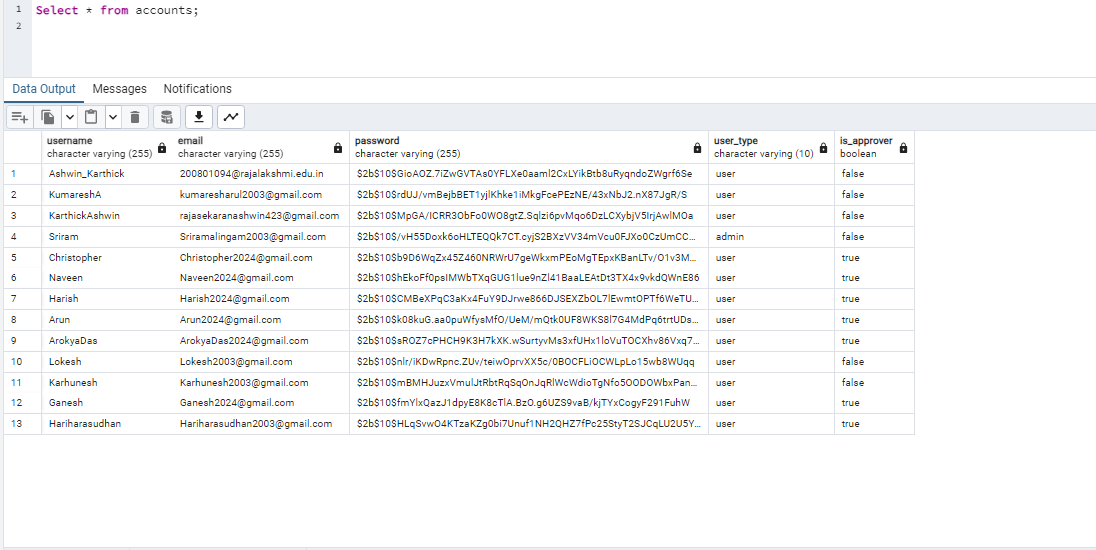 1 Select * from accounts;
2
Data Output Messages Notifications
username email password user_type is_approver
character varying (255) character varying (255) character varying (255) character varying (10) boolean
1 Ashwin_Karthick 200801094@rajalakshmi.edu.in $2b$10$GioAOZ.7iZwGVTAs0YFLXe0aaml2CxLYikBtb8uRyqndoZWgrf6Se user false
2 KumareshA kumaresharul2003@gmail.com $2b$10$rdUJ/vmBejbBET1yjlKhke1iMkgFcePEzNE/43xNbJ2.nX87JgR/S user false
3 KarthickAshwin rajasekaranashwin423@gmail.com $2b$10$MpGA/ICRR3ObFo0WO8gtZ.Sqlzi6pvMqo6DzLCXybjV5IrjAwlMOa user false
4 Sriram Sriramalingam2003@gmail.com $2b$10$/vH55Doxk6oHLTEQQk7CT.cyjS2BXzVV34mVcu0FJXo0CzUmCC... admin false
5 Christopher Christopher2024@gmail.com $2b$10$b9D6WqZx45Z460NRWrU7geWkxmPEoMgTEpxKBanLTv/O1v3M... user true
6 Naveen Naveen2024@gmail.com $2b$10$hEkoFf0psIMWbTXqGUG1lue9nZl41BaaLEAtDt3TX4x9vkdQWnE86 user true
7 Harish Harish2024@gmail.com $2b$10$CMBeXPqC3aKx4FuY9DJrwe866DJSEXZbOL7lEwmtOPTf6WeTU... user true
8 Arun Arun2024@gmail.com $2b$10$k08kuG.aa0puWfysMfO/UeM/mQtk0UF8WKS8l7G4MdPq6trtUDs... user true
9 ArokyaDas ArokyaDas2024@gmail.com $2b$10$sROZ7cPHCH9K3H7kXK.wSurtyvMs3xfUHx1loVuTOCXhv86Vxq7... user true
10 Lokesh Lokesh2003@gmail.com $2b$10$nlr/iKDwRpnc.ZUv/teiwOprvXX5c/0BOCFLiOCWLpLo15wb8WUqq user false
11 Karhunesh Karhunesh2003@gmail.com $2b$10$mBMHJuzxVmulJtRbtRqSqOnJqRlWcWdioTgNfo5OODOWbxPan... user false
12 Ganesh Ganesh2024@gmail.com $2b$10$fmYlxQazJ1dpyE8K8cTlA.BzO.g6UZS9vaB/kjTYxCogyF291FuhW user true
13 Hariharasudhan Hariharasudhan2003@gmail.com $2b$10$HLqSvwO4KTzaKZg0bi7Unuf1NH2QHZ7fPc25StyT2SJCqLU2U5Y... user true